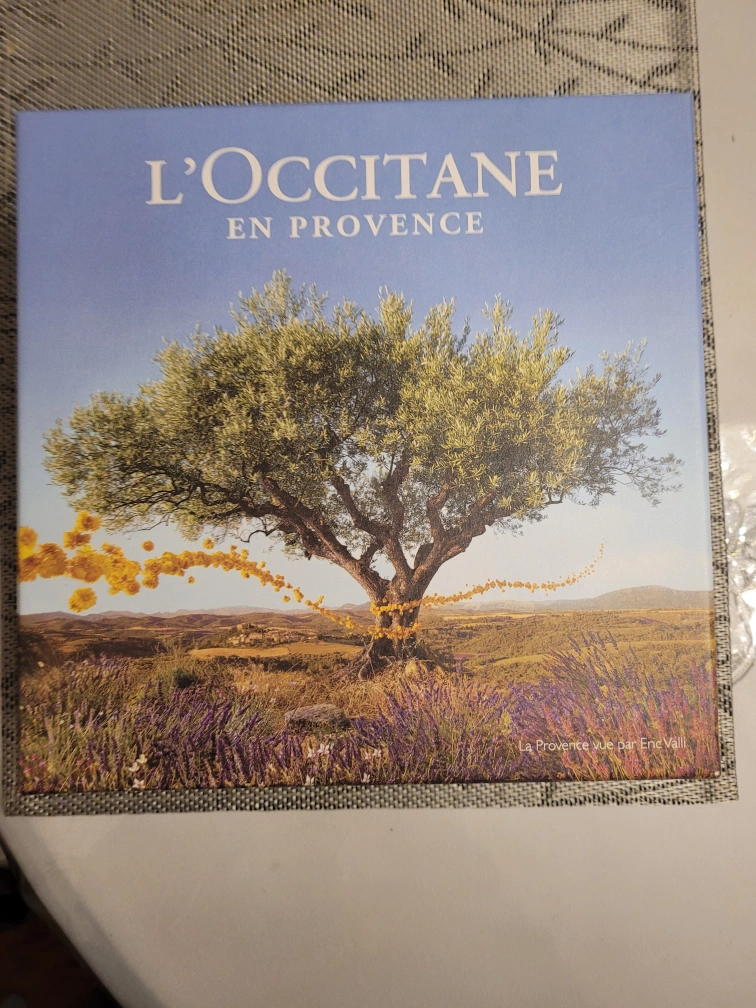 L'OCCITANE
EN PROVENCE
La Provence vue par Eric Valli